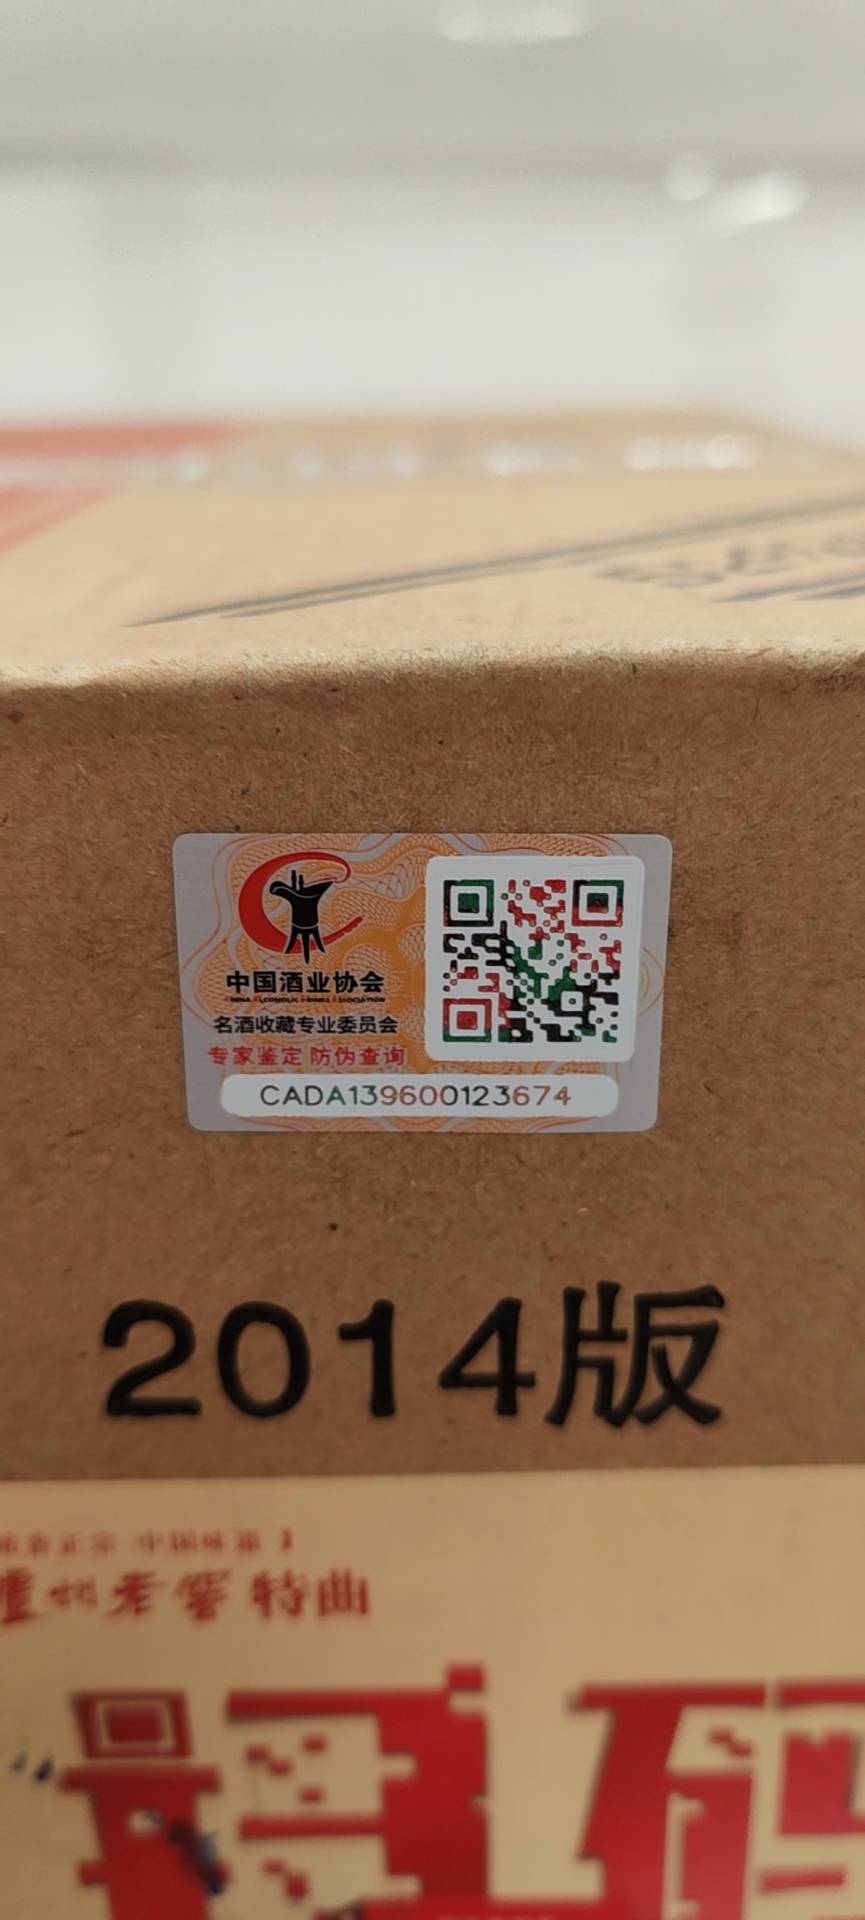 中国酒业协会
CHINA ALCOHOLIC DRINKS ASSOCIATION
名酒收藏专业委员会
专家鉴定 防伪查询
CADA139600123674
2014版
泸州老窖 特曲